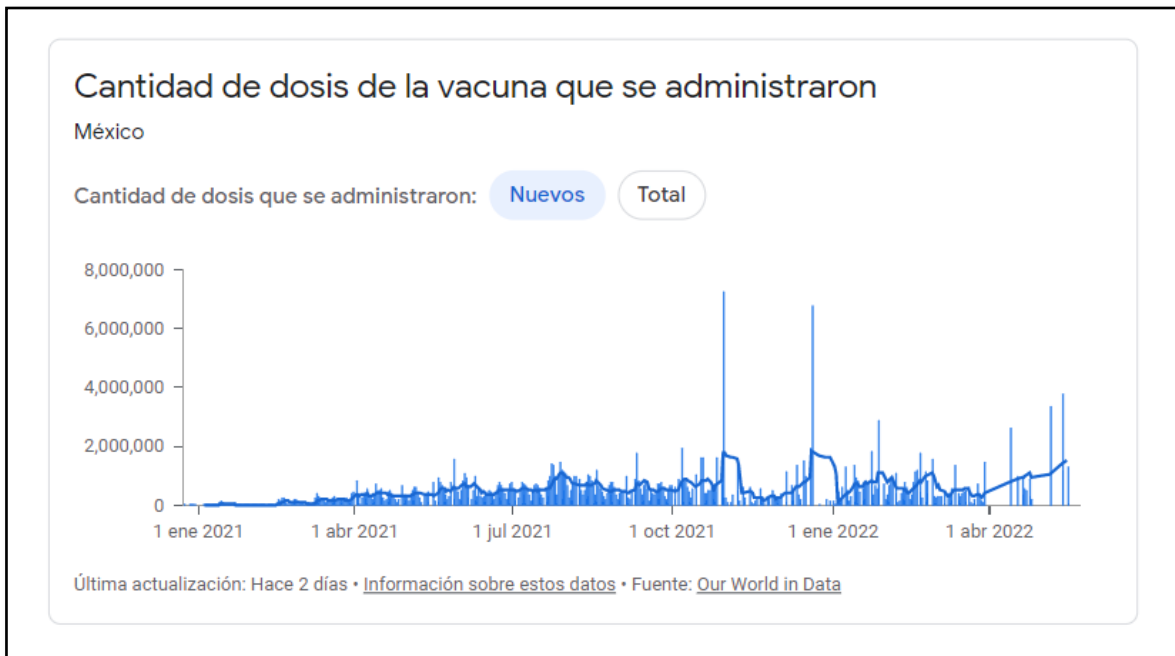 Cantidad de dosis de la vacuna que se administraron
México
Cantidad de dosis que se administraron: Nuevos Total
8,000,000
6,000,000
4,000,000
2,000,000
0
1 ene 2021 1 abr 2021 1 jul 2021 1 oct 2021 1 ene 2022 1 abr 2022
Última actualización: Hace 2 días • Información sobre estos datos • Fuente: Our World in Data